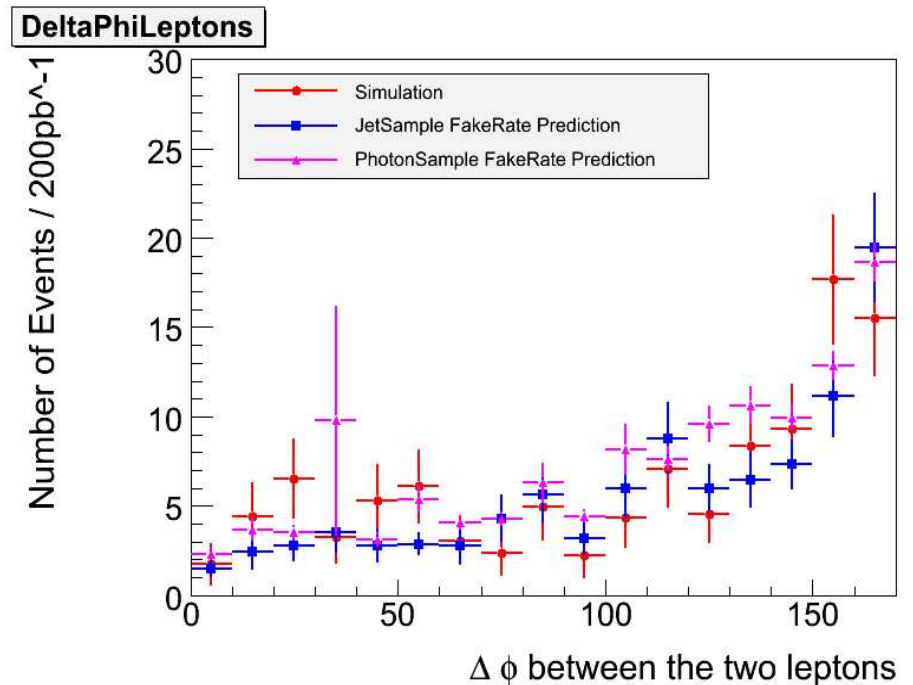 DeltaPhiLeptons
Number of Events / 200pb^-1
30
25
20
15
10
5
0
Simulation
JetSample FakeRate Prediction
PhotonSample FakeRate Prediction
0 50 100 150
Δ ϕ between the two leptons